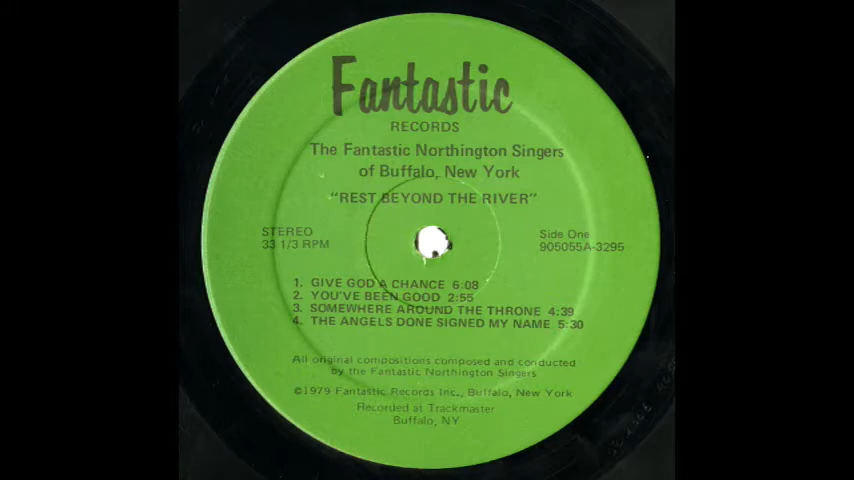 Fantastic
RECORDS
The Fantastic Northington Singers
of Buffalo, New York
"REST BEYOND THE RIVER"
STEREO
33 1/3 RPM
Side One
905055A-3295
1. GIVE GOD A CHANCE 6:08
2. YOU'VE BEEN GOOD 2:55
3. SOMEWHERE AROUND THE THRONE 4:39
4. THE ANGELS DONE SIGNED MY NAME 5:30
All original compositions composed and conducted
by the Fantastic Northington Singers
©1979 Fantastic Records Inc., Buffalo, New York
Recorded at Trackmaster
Buffalo, NY